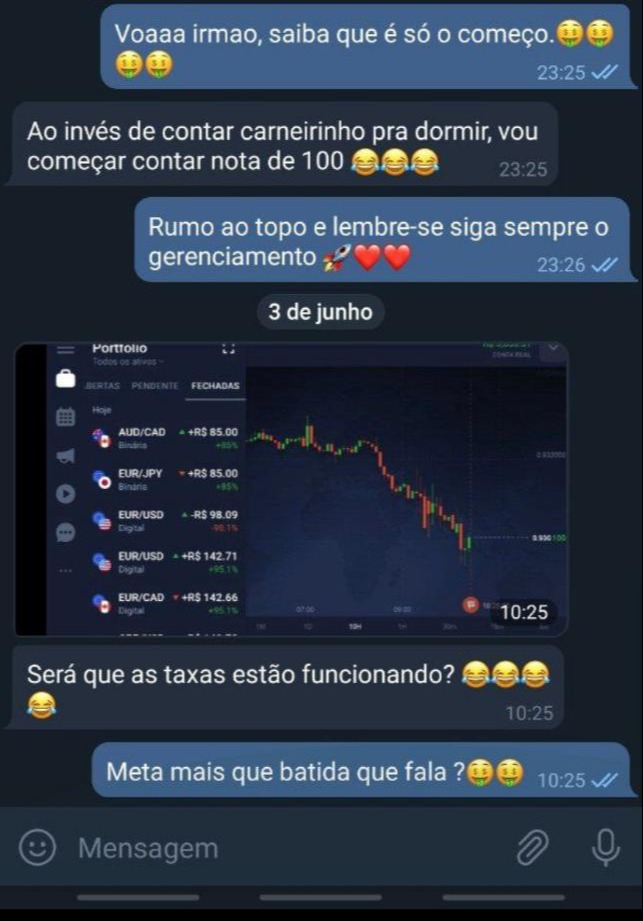 Voaaa irmao, saiba que é só o começo.🤑🤑
🤑🤑
23:25
Ao invés de contar carneirinho pra dormir, vou
começar contar nota de 100 😂😂😂
23:25
Rumo ao topo e lembre-se siga sempre o
gerenciamento 🚀❤️❤️
23:26
3 de junho
Portfolio
Todos os ativos
BERTAS PENDENTE FECHADAS
CONTA REAL
Hoje
AUD/CAD +R$ 85.00
Binária +85%
EUR/JPY +R$ 85.00
Binária +85%
EUR/USD -R$ 98.09
Digital -98.1%
EUR/USD +R$ 142.71
Digital +95.1%
EUR/CAD +R$ 142.66
Digital +95.1%
0.930100
07:00 09:00
10:25
Será que as taxas estão funcionando? 😂😂😂
😂
10:25
Meta mais que batida que fala ?🤑🤑 10:25
Mensagem